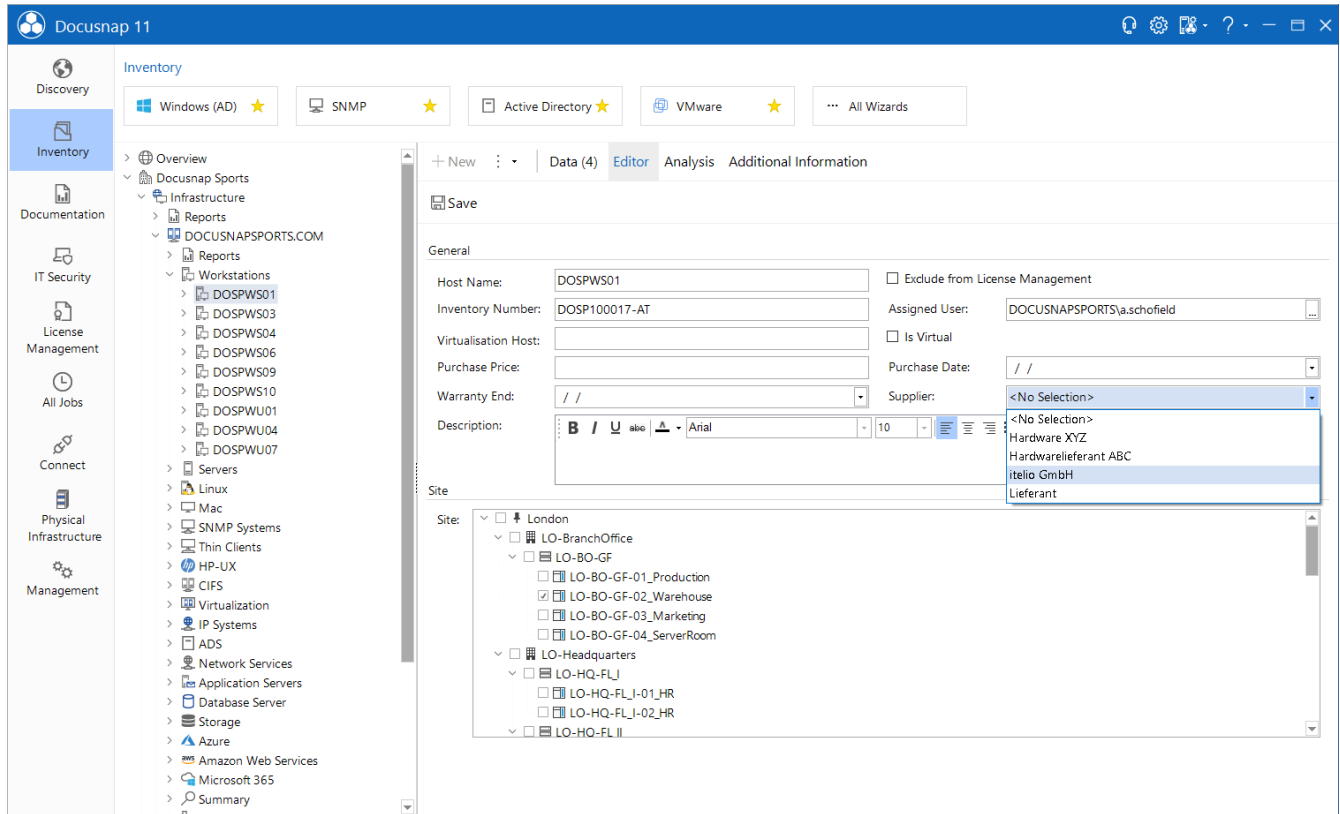 Docusnap 11
Discovery
Inventory
Documentation
IT Security
License
Management
All Jobs
Connect
Physical
Infrastructure
Management
Inventory
Windows (AD)
SNMP
Active Directory
VMware
All Wizards
Overview
Docusnap Sports
Infrastructure
Reports
DOCUSNAPSPORTS.COM
Reports
Workstations
DOSPWS01
DOSPWS03
DOSPWS04
DOSPWS06
DOSPWS09
DOSPWS10
DOSPWU01
DOSPWU04
DOSPWU07
Servers
Linux
Mac
SNMP Systems
Thin Clients
HP-UX
CIFS
Virtualization
IP Systems
ADS
Network Services
Application Servers
Database Server
Storage
Azure
aws Amazon Web Services
Microsoft 365
Summary
+ New Data (4) Editor Analysis Additional Information
Save
General
Host Name: DOSPWS01 Exclude from License Management
Inventory Number: DOSP100017-AT Assigned User: DOCUSNAPSPORTS\a.schofield ...
Virtualisation Host: Is Virtual
Purchase Price: Purchase Date: / /
Warranty End: / / Supplier: <No Selection>
<No Selection>
Hardware XYZ
Hardwarelieferant ABC
itelio GmbH
Lieferant
Description: B I U abc A Arial 10
Site
Site: London
LO-BranchOffice
LO-BO-GF
LO-BO-GF-01_Production
LO-BO-GF-02_Warehouse
LO-BO-GF-03_Marketing
LO-BO-GF-04_ServerRoom
LO-Headquarters
LO-HQ-FL_I
LO-HQ-FL_I-01_HR
LO-HQ-FL_I-02_HR
LO-HQ-FL II